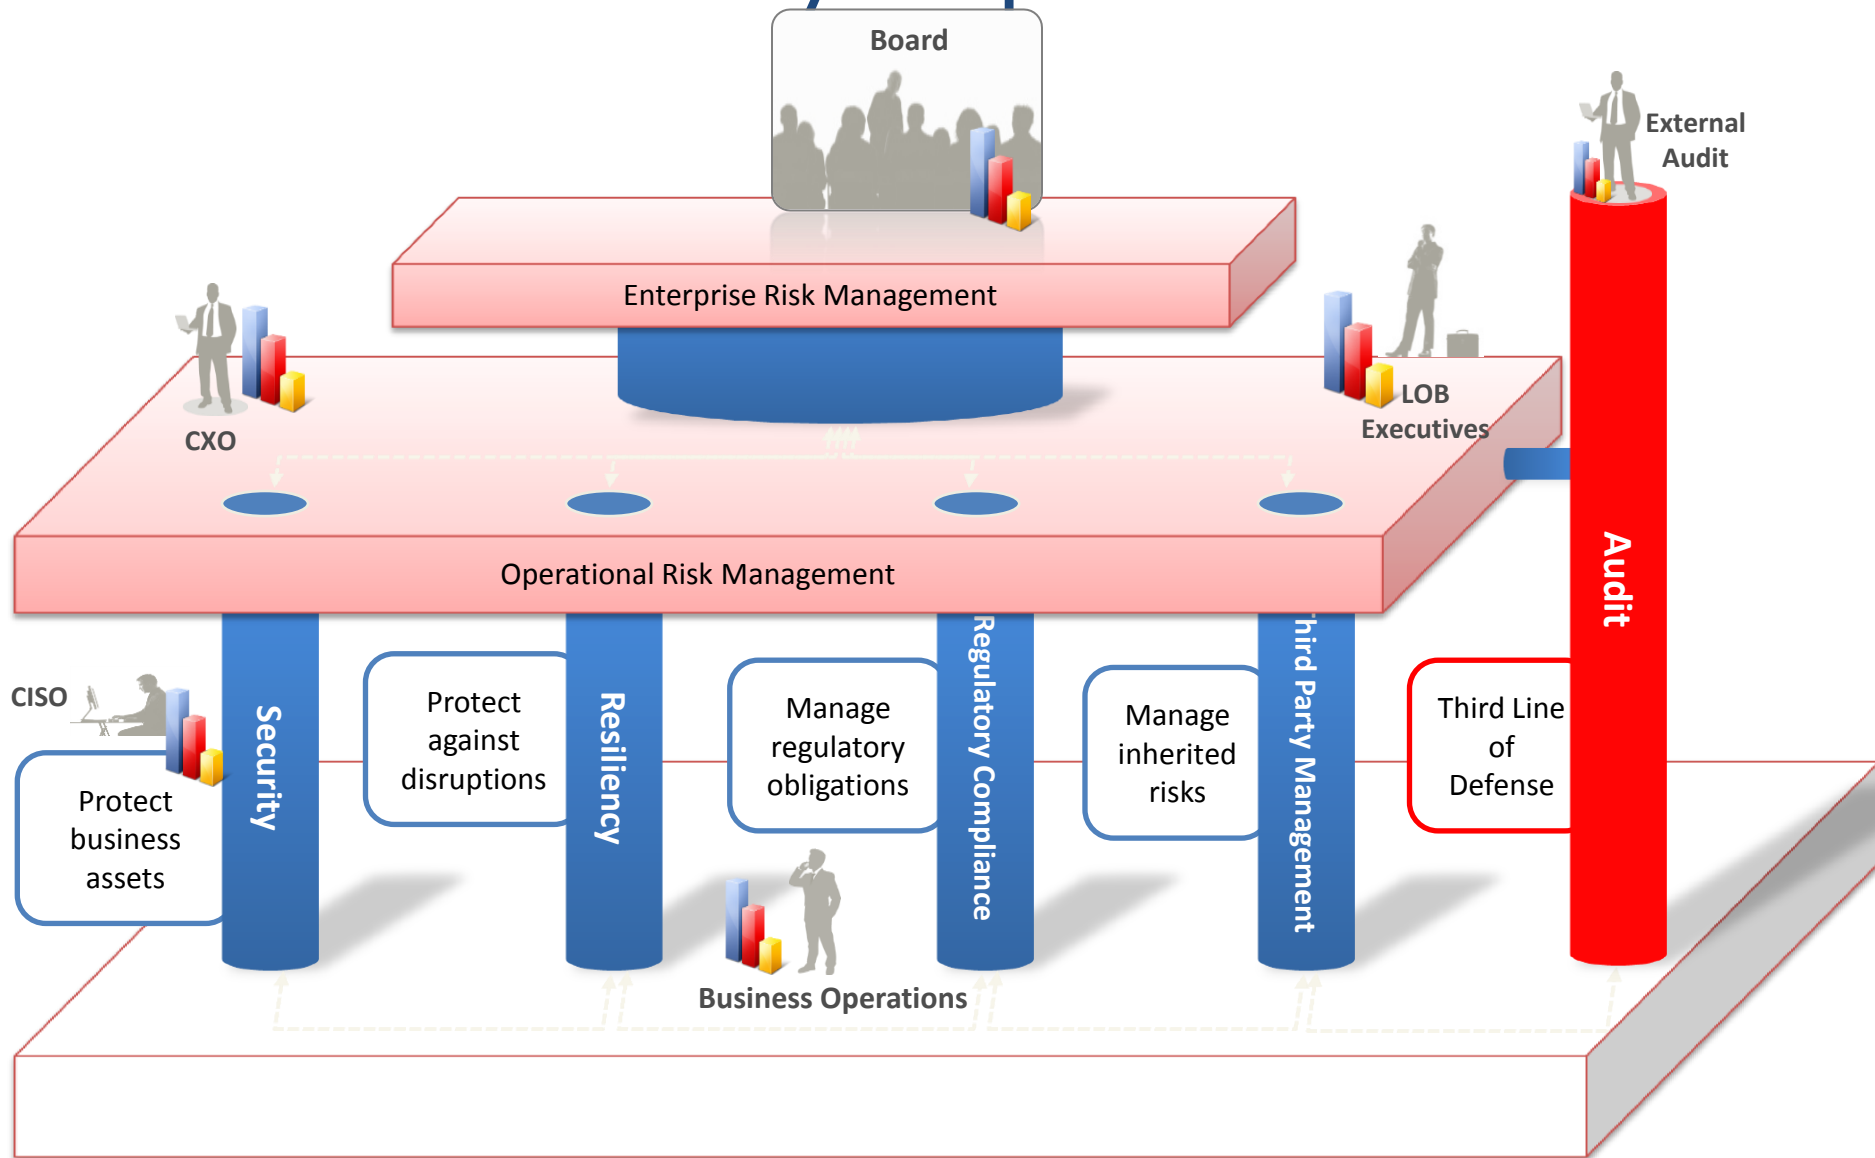 Board
External
Audit
Enterprise Risk Management
CXO
LOB
Executives
Operational Risk Management
Audit
CISO
Security
Protect
business
assets
Protect
against
disruptions
Resiliency
Manage
regulatory
obligations
Regulatory Compliance
Manage
inherited
risks
Third Party Management
Third Line
of
Defense
Business Operations